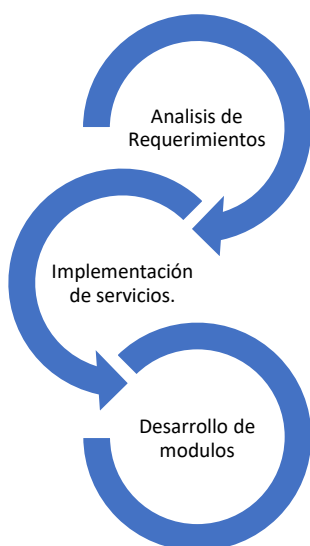 Analisis de
Requerimientos
Implementación
de servicios.
Desarrollo de
modulos